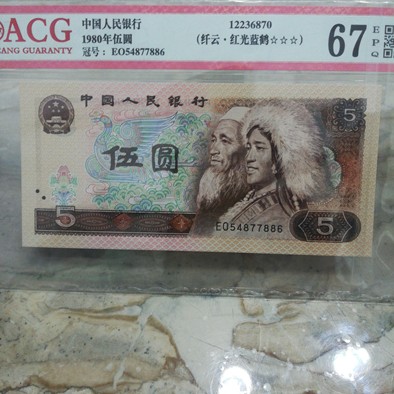 ACG
ANG GUARANTY
中国人民银行
1980年伍圆
冠号：EO54877886
12236870
（纤云·红光蓝鹤☆☆☆）
67
EPQ
中国人民银行
5
伍圆
5
5
EO54877886